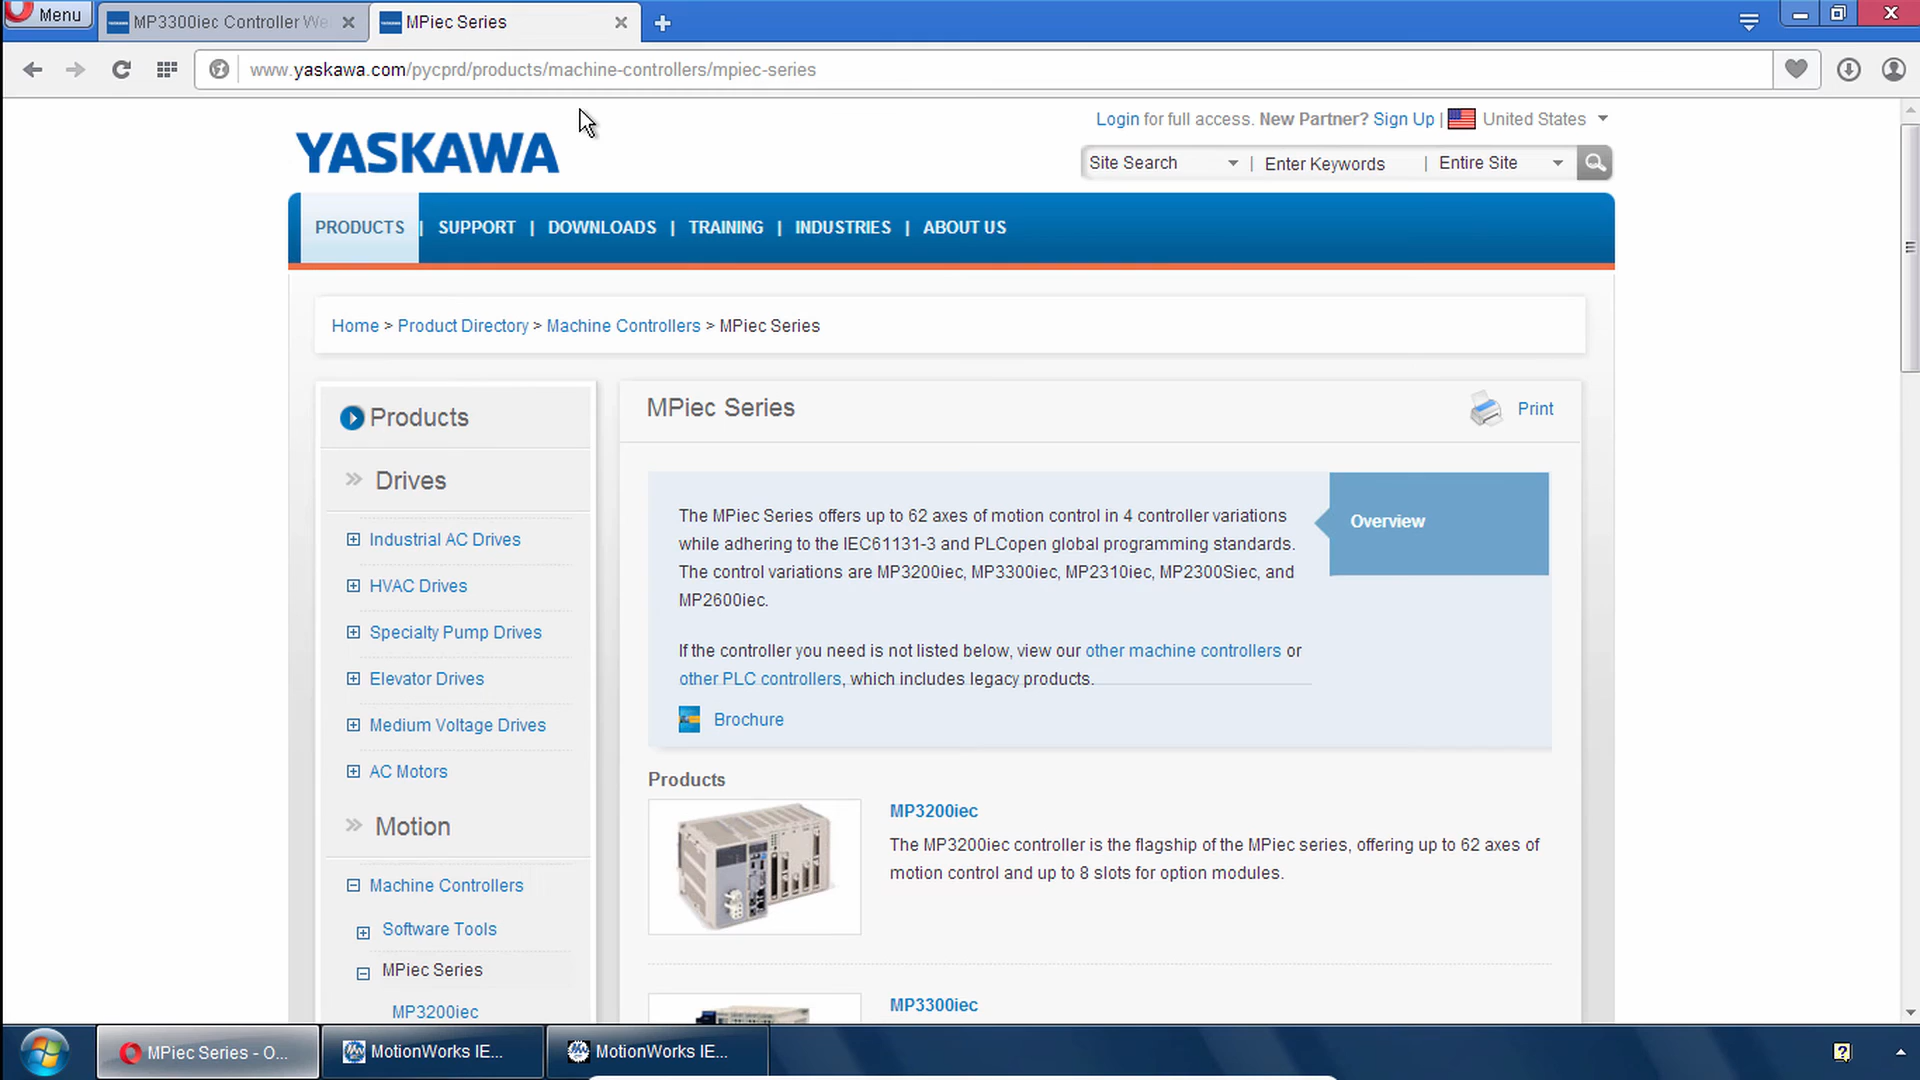 Menu
MP3300iec Controller We
MPiec Series
www.yaskawa.com/pycprd/products/machine-controllers/mpiec-series
Login for full access. New Partner? Sign Up | United States
YASKAWA
Site Search | Enter Keywords | Entire Site
PRODUCTS | SUPPORT | DOWNLOADS | TRAINING | INDUSTRIES | ABOUT US
Home > Product Directory > Machine Controllers > MPiec Series
Products
Drives
Industrial AC Drives
HVAC Drives
Specialty Pump Drives
Elevator Drives
Medium Voltage Drives
AC Motors
Motion
Machine Controllers
Software Tools
MPiec Series
MP3200iec
MPiec Series
Print
The MPiec Series offers up to 62 axes of motion control in 4 controller variations
while adhering to the IEC61131-3 and PLCopen global programming standards.
The control variations are MP3200iec, MP3300iec, MP2310iec, MP2300Siec, and
MP2600iec.
Overview
If the controller you need is not listed below, view our other machine controllers or
other PLC controllers, which includes legacy products.
Brochure
Products
MP3200iec
The MP3200iec controller is the flagship of the MPiec series, offering up to 62 axes of
motion control and up to 8 slots for option modules.
MP3300iec
MPiec Series - O...
MotionWorks IE...
MotionWorks IE...